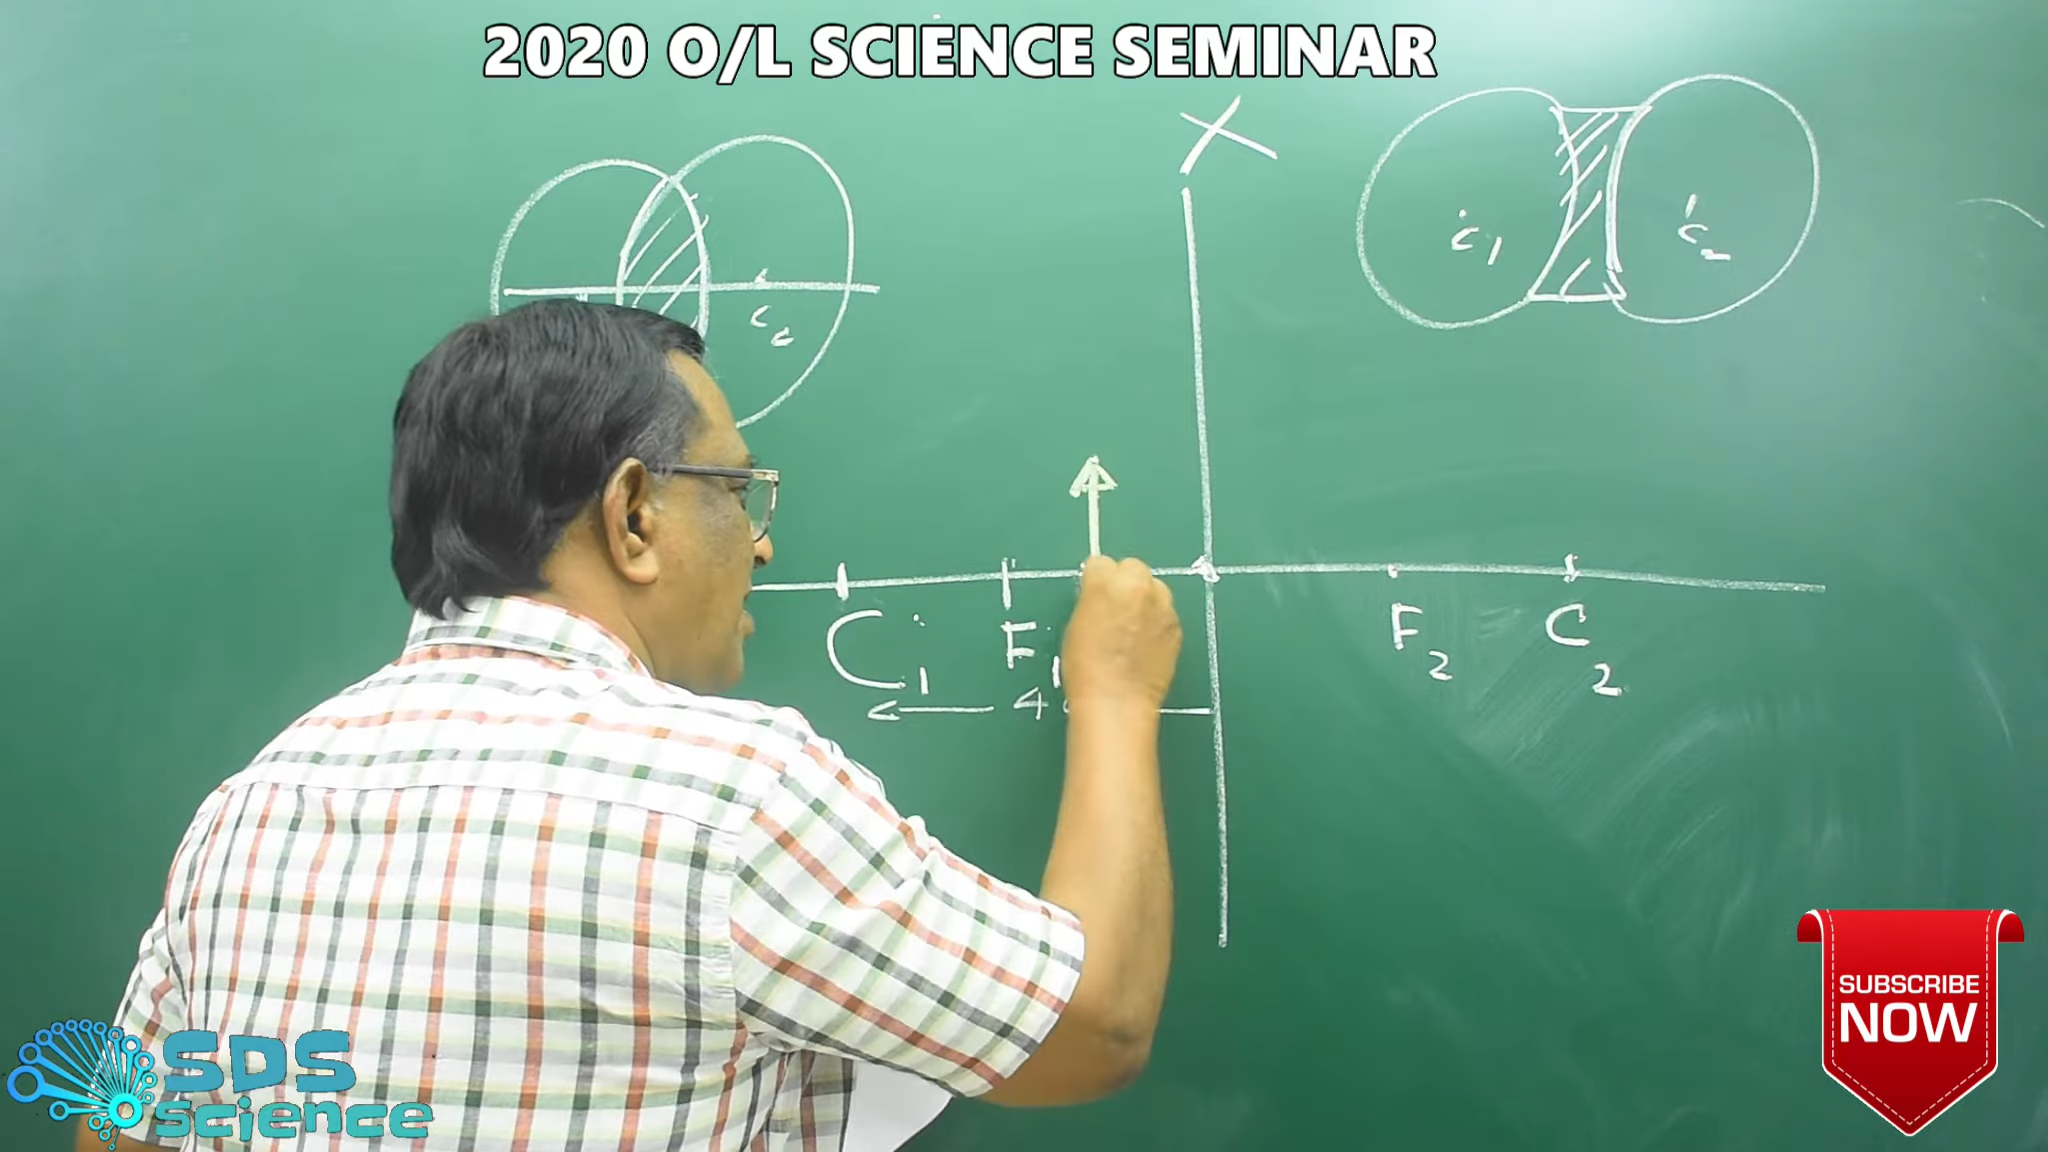 2020 O/L SCIENCE SEMINAR
C1
C2
C2
C1
F1
F2
C2
SUBSCRIBE
NOW
SDS
science